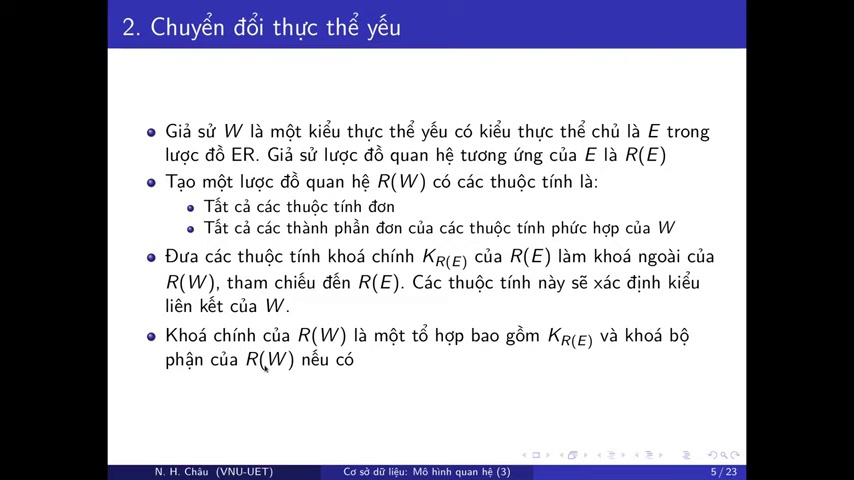 2. Chuyển đổi thực thể yếu
Giả sử W là một kiểu thực thể yếu có kiểu thực thể chủ là E trong
lược đồ ER. Giả sử lược đồ quan hệ tương ứng của E là R(E)
Tạo một lược đồ quan hệ R(W) có các thuộc tính là:
Tất cả các thuộc tính đơn
Tất cả các thành phần đơn của các thuộc tính phức hợp của W
Đưa các thuộc tính khoá chính K_R(E) của R(E) làm khoá ngoài của
R(W), tham chiếu đến R(E). Các thuộc tính này sẽ xác định kiểu
liên kết của W.
Khoá chính của R(W) là một tổ hợp bao gồm K_R(E) và khoá bộ
phận của R(W) nếu có
N. H. Châu (VNU-UET) Cơ sở dữ liệu: Mô hình quan hệ (3) 5 / 23